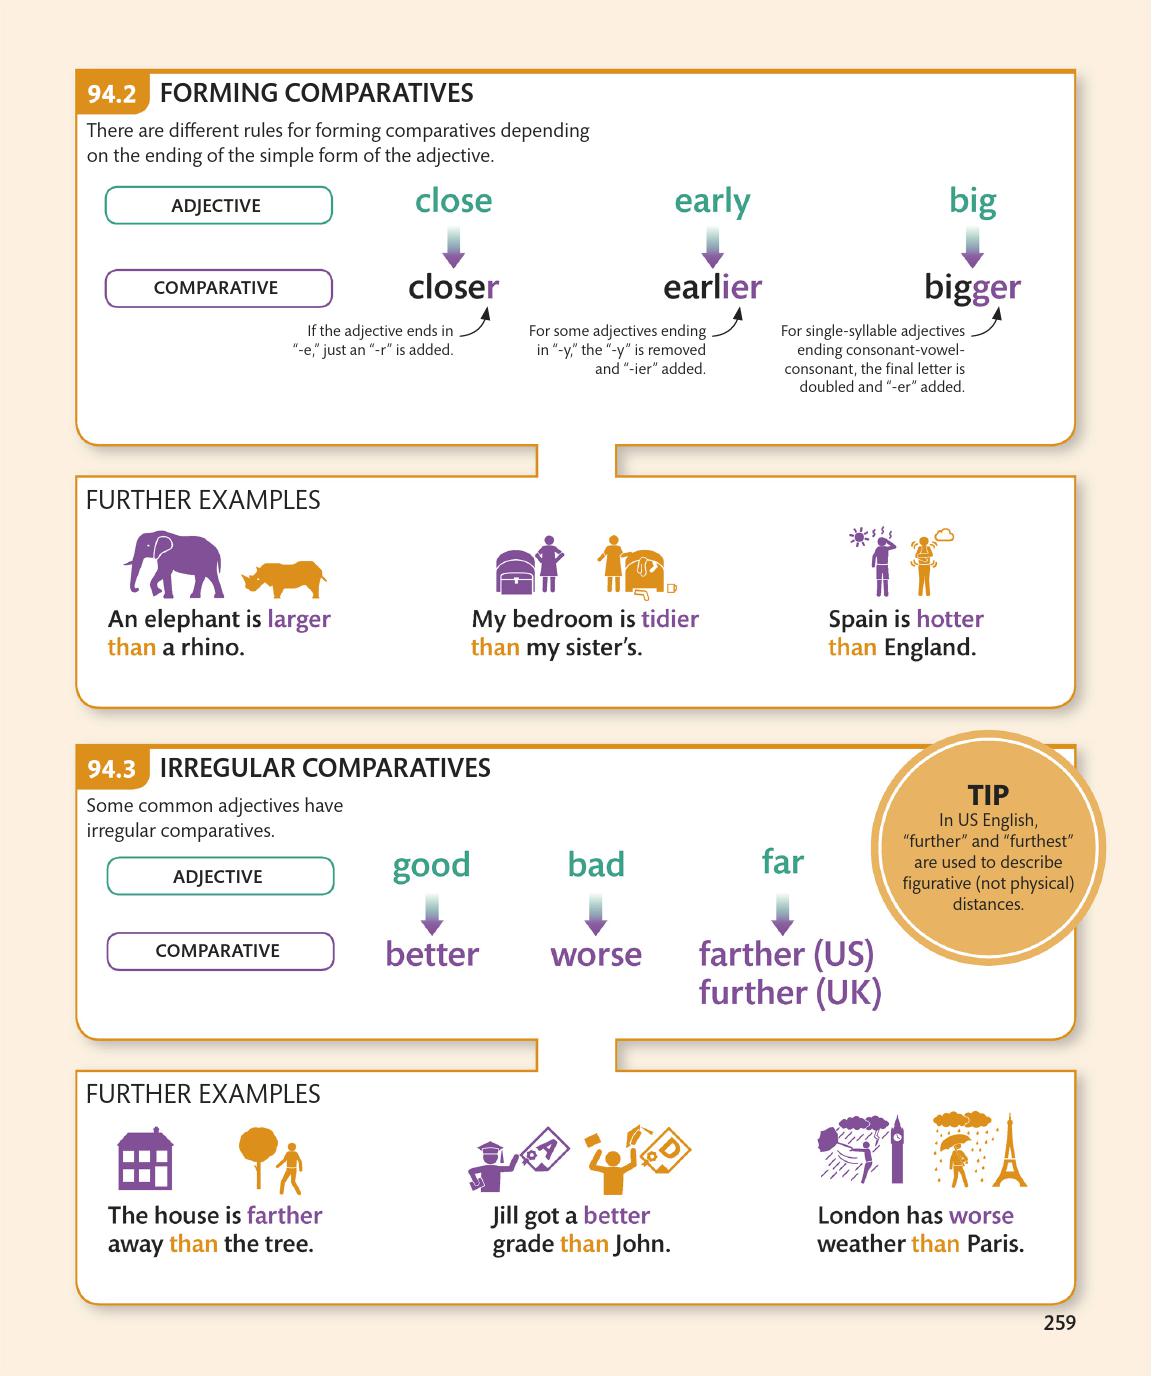 94.2 FORMING COMPARATIVES
There are different rules for forming comparatives depending
on the ending of the simple form of the adjective.
ADJECTIVE close early big
COMPARATIVE closer earlier bigger
If the adjective ends in
“-e,” just an “-r” is added.
For some adjectives ending
in “-y,” the “-y” is removed
and “-ier” added.
For single-syllable adjectives
ending consonant-vowel-
consonant, the final letter is
doubled and “-er” added.
FURTHER EXAMPLES
An elephant is larger
than a rhino.
My bedroom is tidier
than my sister’s.
Spain is hotter
than England.
94.3 IRREGULAR COMPARATIVES
Some common adjectives have
irregular comparatives.
ADJECTIVE good bad far
COMPARATIVE better worse farther (US)
further (UK)
TIP
In US English,
“further” and “furthest”
are used to describe
figurative (not physical)
distances.
FURTHER EXAMPLES
A
D
The house is farther
away than the tree.
Jill got a better
grade than John.
London has worse
weather than Paris.
259